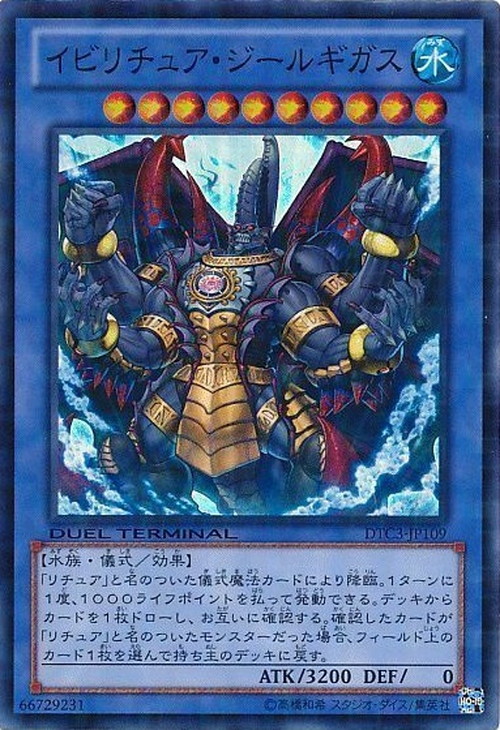 イビリチュア・ジールギガス
みず
水
DUEL TERMINAL
DTC3-JP109
【水族・儀式／効果】
「リチュア」と名のついた儀式魔法カードにより降臨。1ターンに
1度、1000ライフポイントを払って発動できる。デッキから
カードを1枚ドローし、お互いに確認する。確認したカードが
「リチュア」と名のついたモンスターだった場合、フィールド上の
カード1枚を選んで持ち主のデッキに戻す。
ATK/3200 DEF/ 0
66729231
©高橋和希 スタジオ・ダイス/集英社